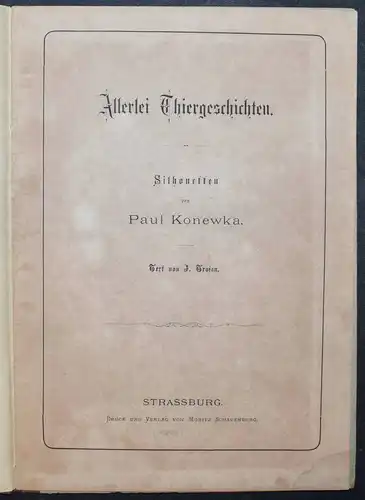 Allerlei Thiergeschichten.
Silhouetten
von
Paul Konewka.
Text von J. Trojan.
STRASSBURG.
DRUCK UND VERLAG VON MORITZ SCHAUENBURG.